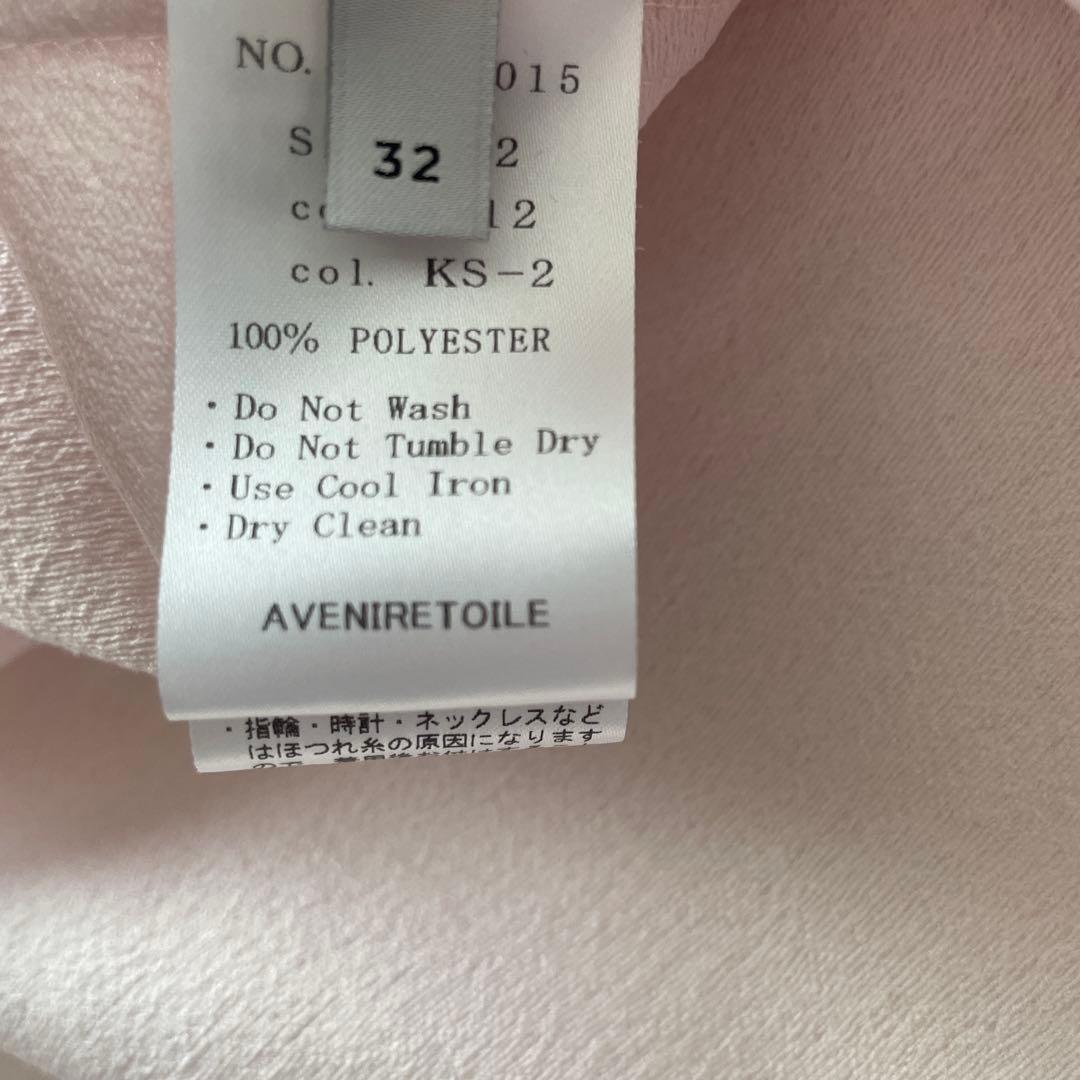 NO. 015
S 2
32
co 12
col. KS-2
100% POLYESTER
・Do Not Wash
・Do Not Tumble Dry
・Use Cool Iron
・Dry Clean
AVENIRETOILE
・指輪・時計・ネックレスなど
はほつれ糸の原因になります